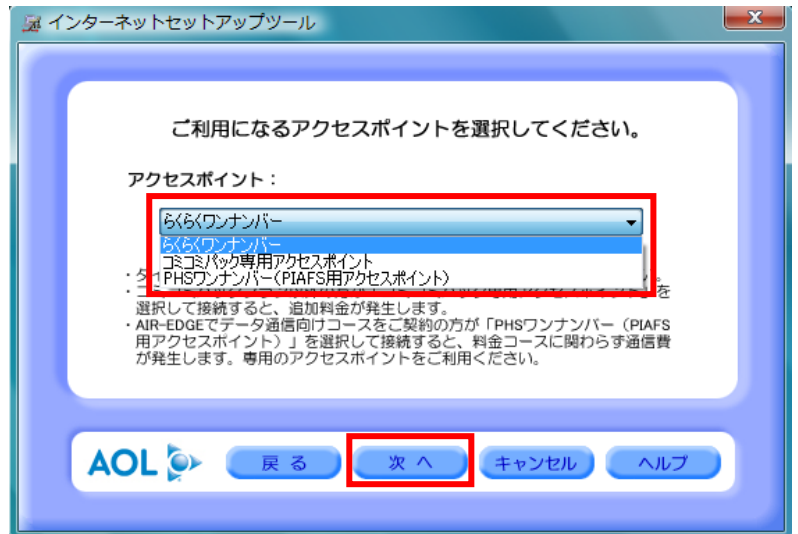 インターネットセットアップツール
ご利用になるアクセスポイントを選択してください。
アクセスポイント：
らくらくワンナンバー
らくらくワンナンバー
コミコミパック専用アクセスポイント
PHSワンナンバー(PIAFS用アクセスポイント)
選択して接続すると、追加料金が発生します。
・AIR-EDGEでデータ通信向けコースをご契約の方が「PHSワンナンバー（PIAFS
用アクセスポイント）」を選択して接続すると、料金コースに関わらず通信費
が発生します。専用のアクセスポイントをご利用ください。
AOL
戻る
次へ
キャンセル
ヘルプ